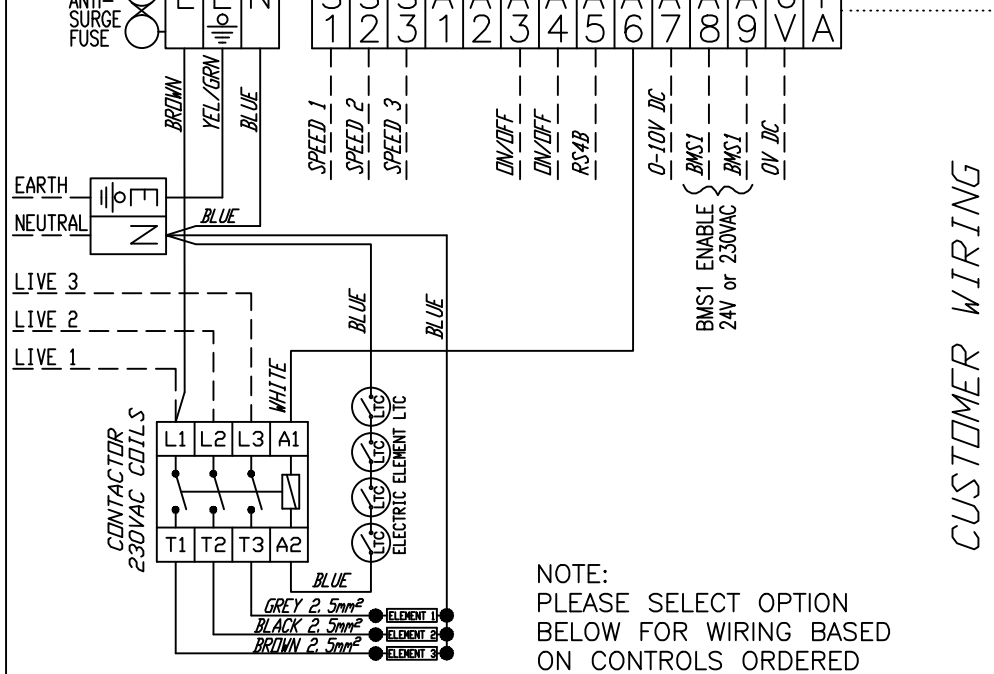 SURGE
FUSE
BROWN
YEL/GRN
BLUE
1 2 3 1 2 3 4 5 6 7 8 9 V A
SPEED 1
SPEED 2
SPEED 3
ON/OFF
ON/OFF
RS4B
0-10V DC
BMS1
BMS1
0V DC
BMS1 ENABLE
24V or 230VAC
EARTH
E
NEUTRAL
N
BLUE
LIVE 3
LIVE 2
LIVE 1
BLUE
BLUE
WHITE
CONTACTOR
230VAC COILS
L1 L2 L3 A1
T1 T2 T3 A2
LTC
LTC
LTC
LTC
ELECTRIC ELEMENT LTC
BLUE
GREY 2.5mm²
ELEMENT 1
BLACK 2.5mm²
ELEMENT 2
BROWN 2.5mm²
ELEMENT 3
CUSTOMER WIRING
NOTE:
PLEASE SELECT OPTION
BELOW FOR WIRING BASED
ON CONTROLS ORDERED